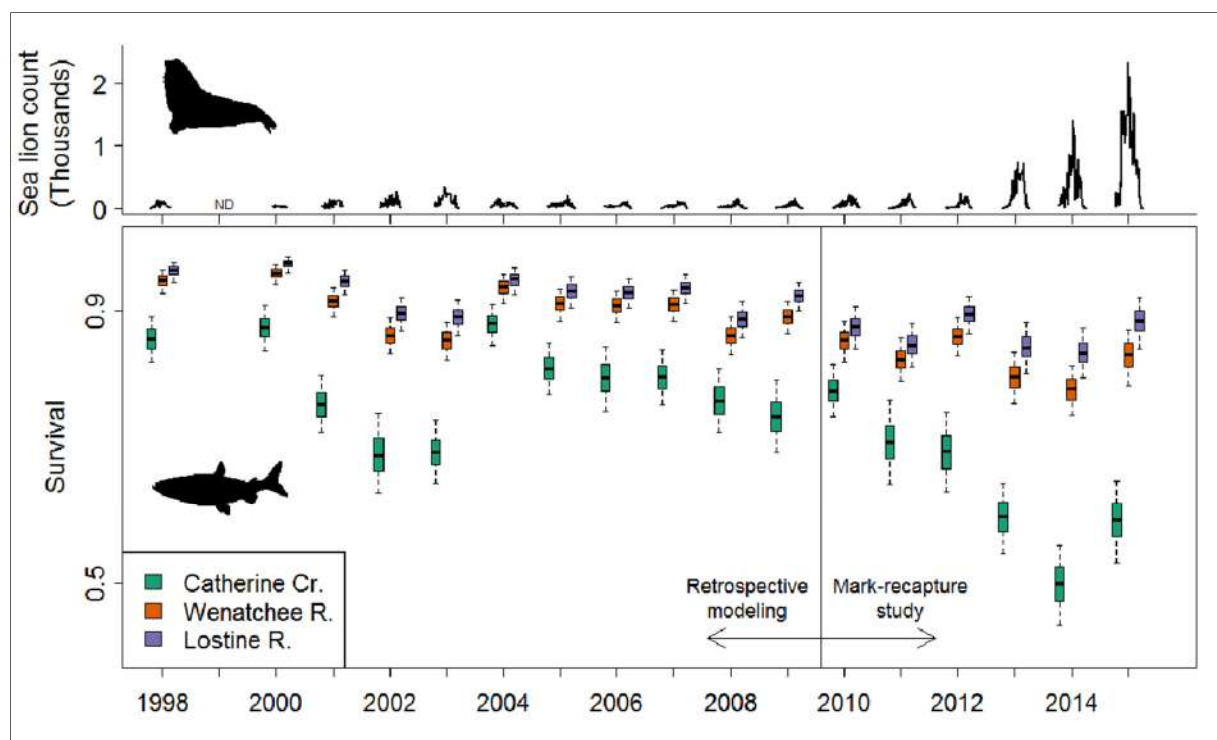 Sea lion count
(Thousands)
2
1
0
ND
Survival
0.9
0.5
Catherine Cr.
Wenatchee R.
Lostine R.
Retrospective
modeling
Mark-recapture
study
1998 2000 2002 2004 2006 2008 2010 2012 2014